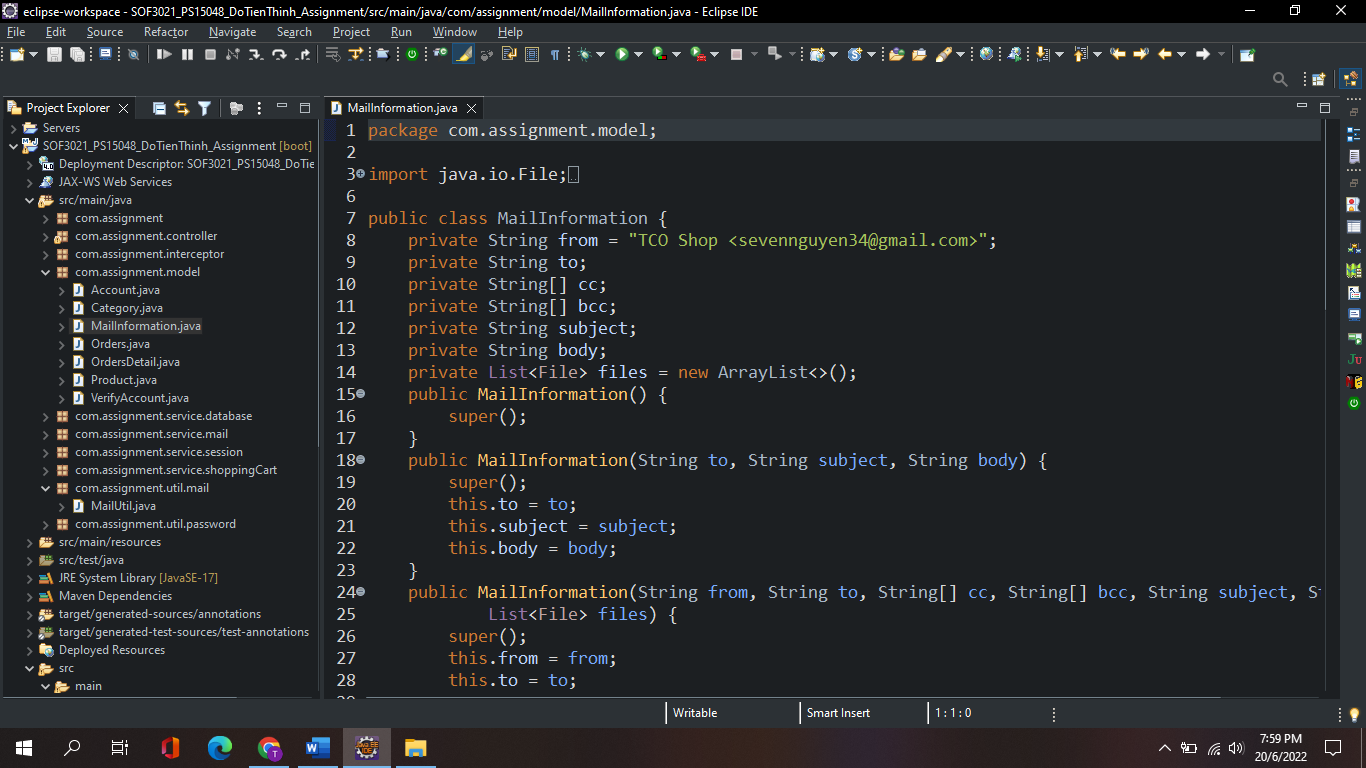 eclipse-workspace - SOF3021_PS15048_DoTienThinh_Assignment/src/main/java/com/assignment/model/MailInformation.java - Eclipse IDE
File Edit Source Refactor Navigate Search Project Run Window Help
Project Explorer
Servers
SOF3021_PS15048_DoTienThinh_Assignment [boot]
Deployment Descriptor: SOF3021_PS15048_DoTie
JAX-WS Web Services
src/main/java
com.assignment
com.assignment.controller
com.assignment.interceptor
com.assignment.model
Account.java
Category.java
MailInformation.java
Orders.java
OrdersDetail.java
Product.java
VerifyAccount.java
com.assignment.service.database
com.assignment.service.mail
com.assignment.service.session
com.assignment.service.shoppingCart
com.assignment.util.mail
MailUtil.java
com.assignment.util.password
src/main/resources
src/test/java
JRE System Library [JavaSE-17]
Maven Dependencies
target/generated-sources/annotations
target/generated-test-sources/test-annotations
Deployed Resources
src
main
MailInformation.java
1 package com.assignment.model;
2
3 import java.io.File;
6
7 public class MailInformation {
8 private String from = "TCO Shop <sevennguyen34@gmail.com>";
9 private String to;
10 private String[] cc;
11 private String[] bcc;
12 private String subject;
13 private String body;
14 private List<File> files = new ArrayList<>();
15 public MailInformation() {
16 super();
17 }
18 public MailInformation(String to, String subject, String body) {
19 super();
20 this.to = to;
21 this.subject = subject;
22 this.body = body;
23 }
24 public MailInformation(String from, String to, String[] cc, String[] bcc, String subject, St
25 List<File> files) {
26 super();
27 this.from = from;
28 this.to = to;
Writable Smart Insert 1 : 1 : 0
7:59 PM
20/6/2022